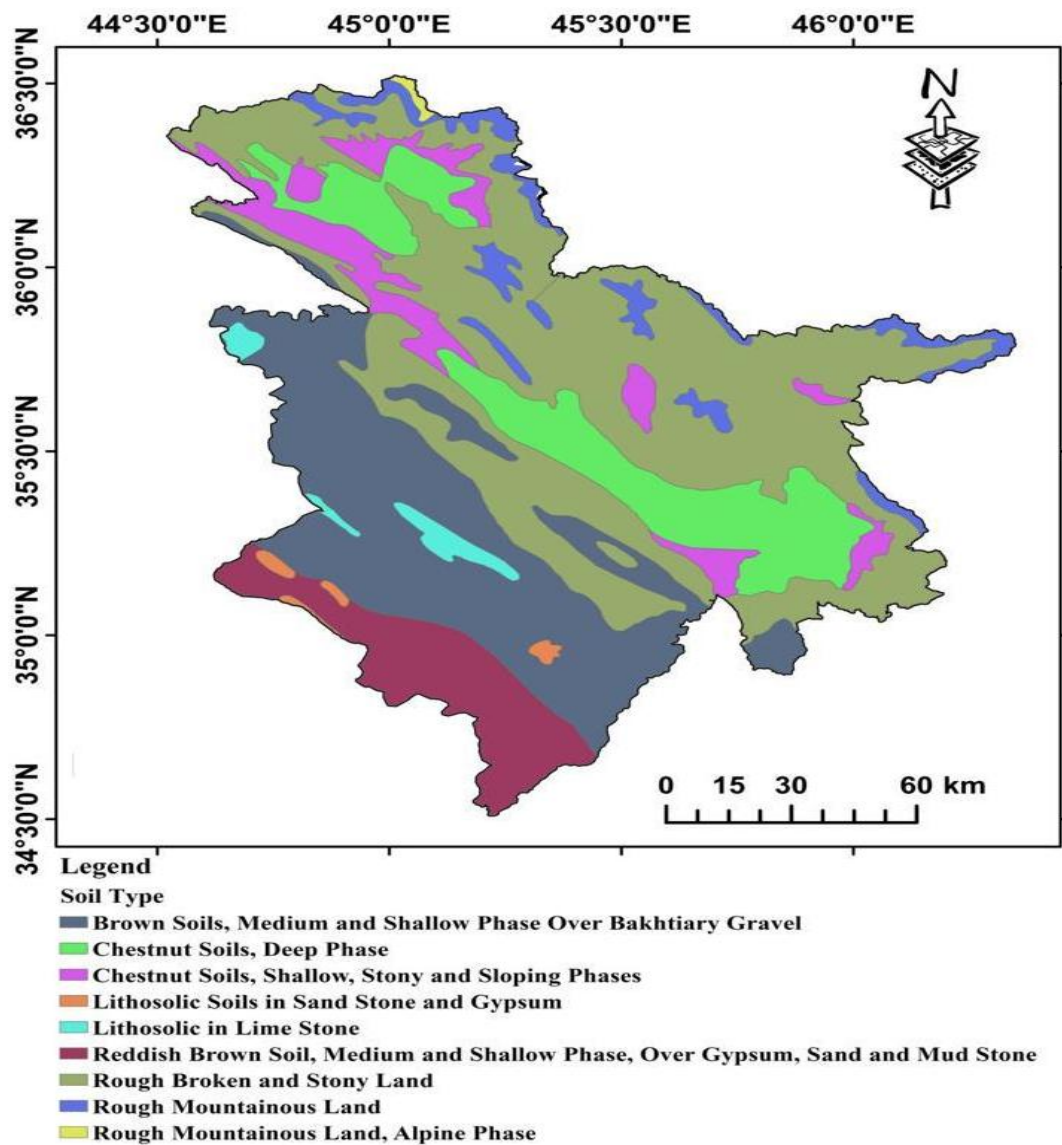 44°30'0"E 45°0'0"E 45°30'0"E 46°0'0"E
36°30'0"N
36°0'0"N
35°30'0"N
35°0'0"N
34°30'0"N
N
0 15 30 60 km
Legend
Soil Type
Brown Soils, Medium and Shallow Phase Over Bakhtiary Gravel
Chestnut Soils, Deep Phase
Chestnut Soils, Shallow, Stony and Sloping Phases
Lithosolic Soils in Sand Stone and Gypsum
Lithosolic in Lime Stone
Reddish Brown Soil, Medium and Shallow Phase, Over Gypsum, Sand and Mud Stone
Rough Broken and Stony Land
Rough Mountainous Land
Rough Mountainous Land, Alpine Phase